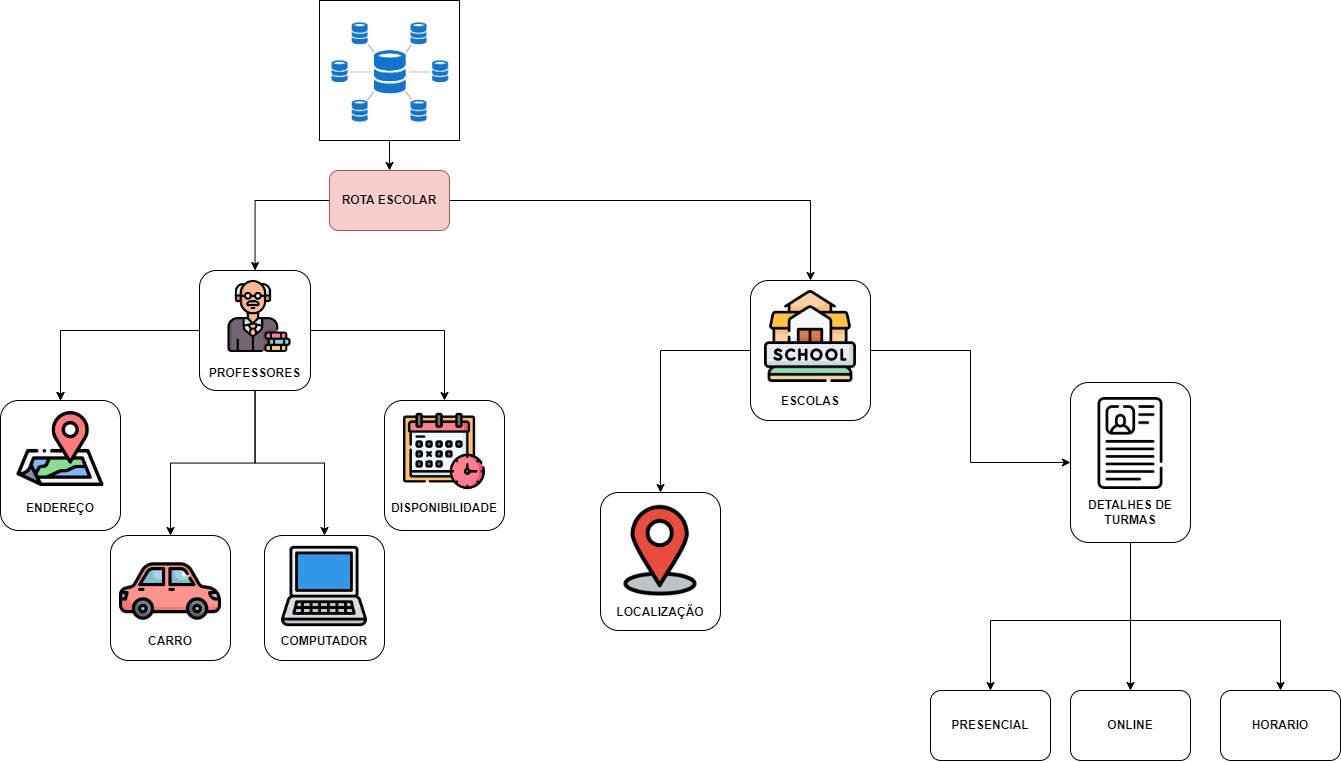 ROTA ESCOLAR
PROFESSORES
SCHOOL
ESCOLAS
ENDEREÇO
DISPONIBILIDADE
DETALHES DE
TURMAS
LOCALIZAÇÃO
CARRO
COMPUTADOR
PRESENCIAL
ONLINE
HORARIO